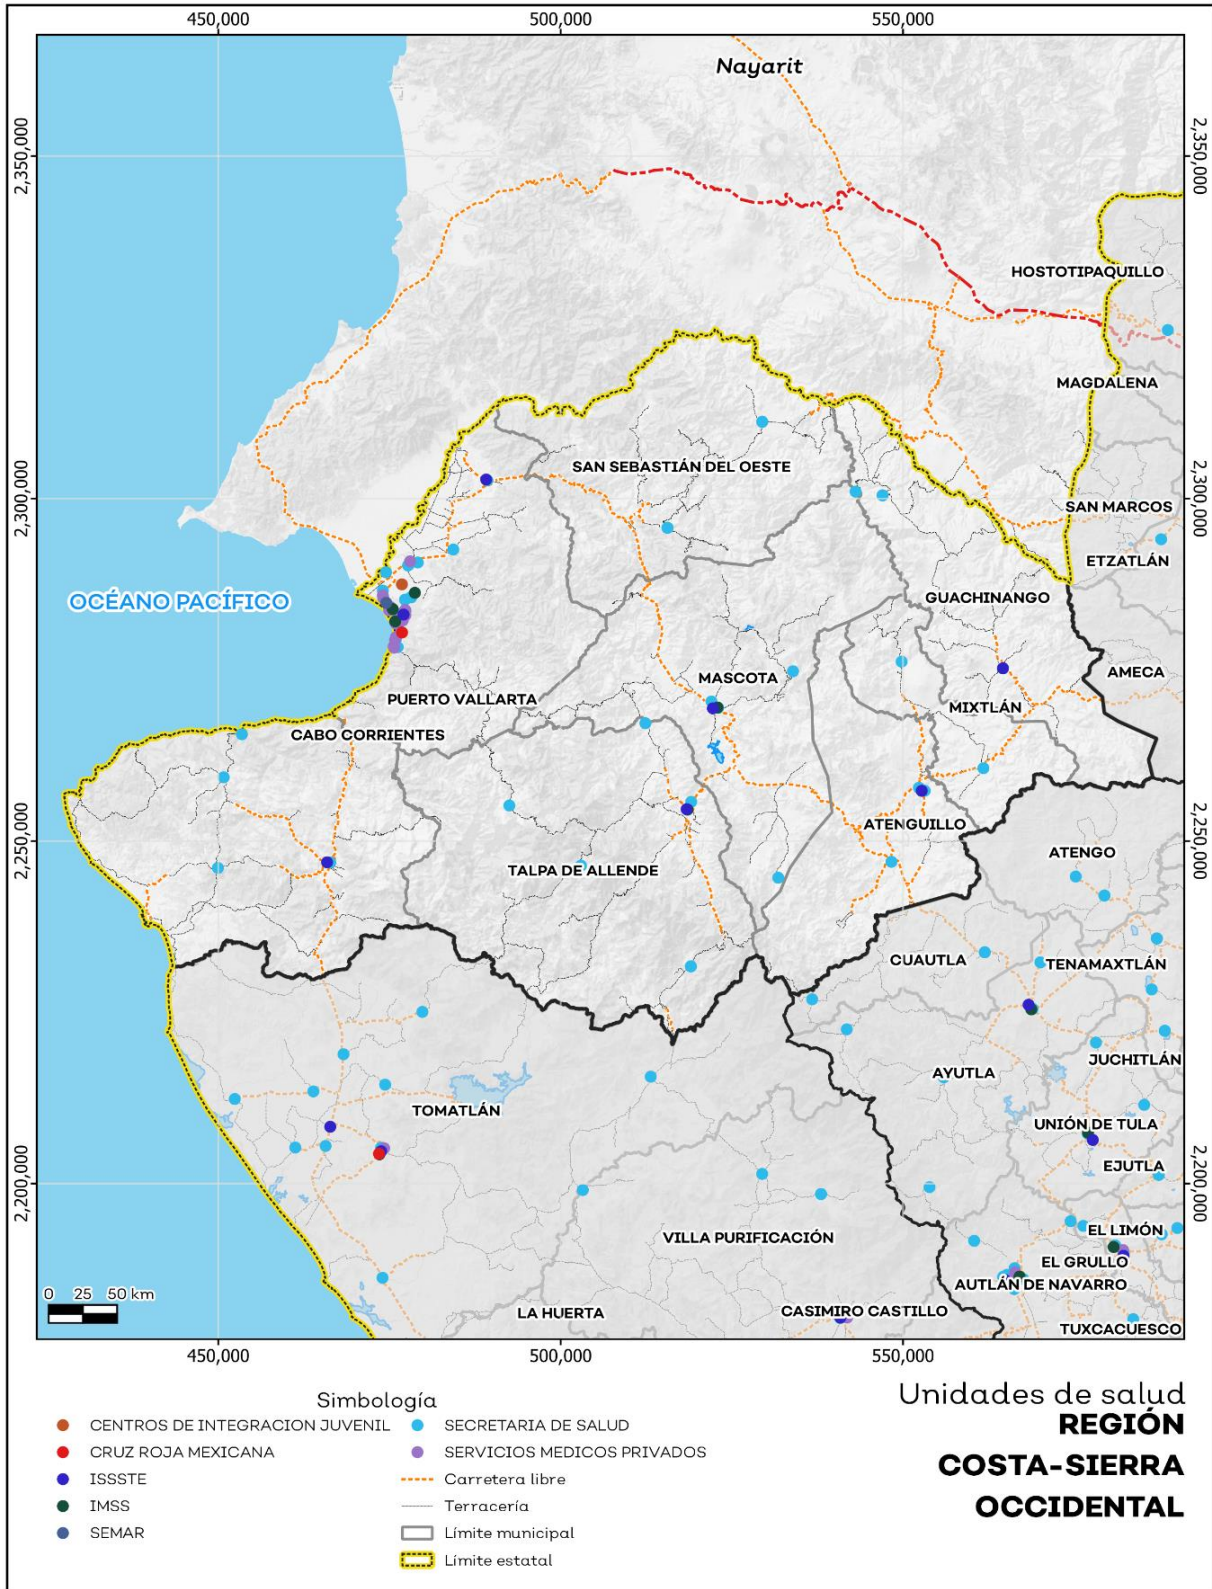 450,000
500,000
550,000
Nayarit
2,350,000
2,350,000
HOSTOTIPAQUILLO
MAGDALENA
SAN SEBASTIÁN DEL OESTE
2,300,000
2,300,000
SAN MARCOS
ETZATLÁN
OCÉANO PACÍFICO
GUACHINANGO
AMECA
MASCOTA
PUERTO VALLARTA
MIXTLÁN
CABO CORRIENTES
ATENGUILLO
2,250,000
2,250,000
ATENGO
TALPA DE ALLENDE
CUAUTLA
TENAMAXTLÁN
JUCHITLÁN
AYUTLA
TOMATLÁN
UNIÓN DE TULA
EJUTLA
2,200,000
2,200,000
EL LIMÓN
VILLA PURIFICACIÓN
EL GRULLO
AUTLÁN DE NAVARRO
0 25 50 km
LA HUERTA
CASIMIRO CASTILLO
TUXCACUESCO
450,000
500,000
550,000
Simbología
CENTROS DE INTEGRACION JUVENIL
CRUZ ROJA MEXICANA
ISSSTE
IMSS
SEMAR
SECRETARIA DE SALUD
SERVICIOS MEDICOS PRIVADOS
Carretera libre
Terracería
Límite municipal
Límite estatal
Unidades de salud
REGIÓN
COSTA-SIERRA
OCCIDENTAL